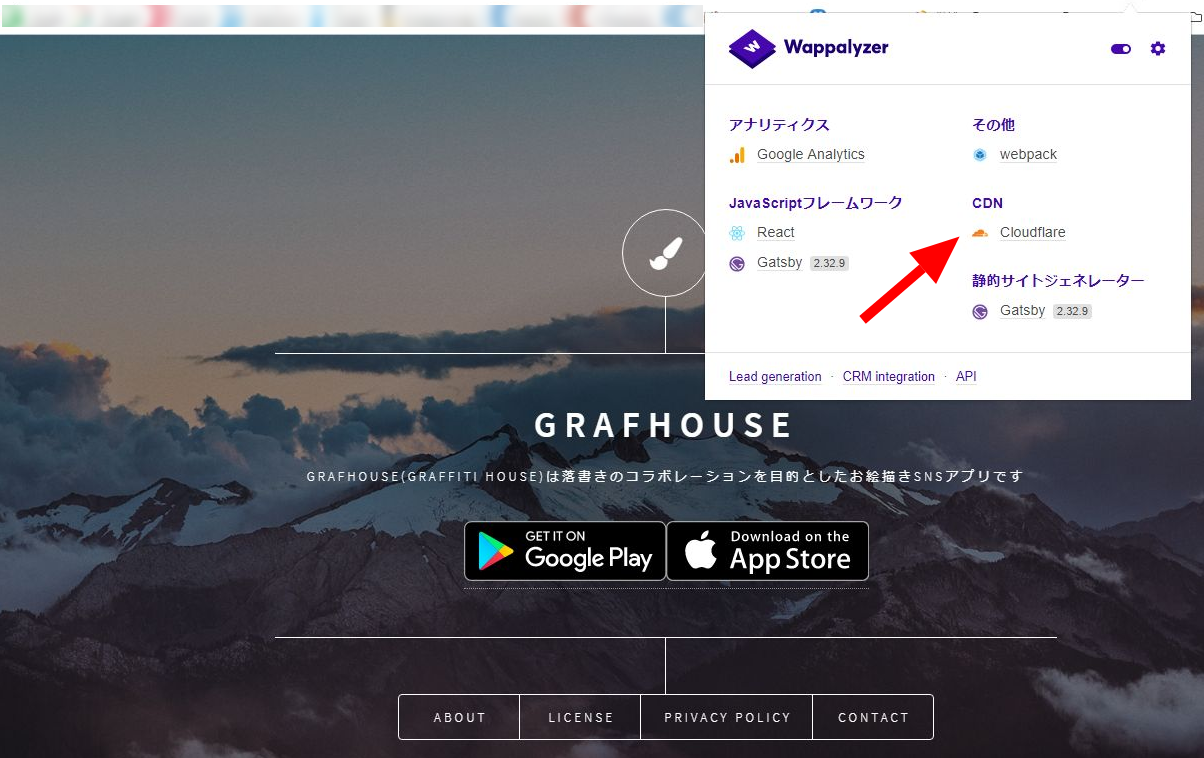 Wappalyzer
アナリティクス
Google Analytics
JavaScriptフレームワーク
React
Gatsby 2.32.9
その他
webpack
CDN
Cloudflare
静的サイトジェネレーター
Gatsby 2.32.9
Lead generation · CRM integration · API
GRAFHOUSE
GRAFHOUSE(GRAFFITI HOUSE)は落書きのコラボレーションを目的としたお絵描きSNSアプリです
GET IT ON
Google Play
Download on the
App Store
ABOUT
LICENSE
PRIVACY POLICY
CONTACT